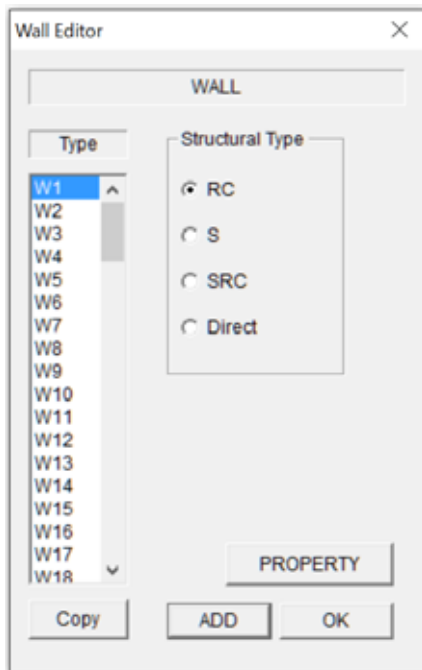 Wall Editor
WALL
Type
W1
W2
W3
W4
W5
W6
W7
W8
W9
W10
W11
W12
W13
W14
W15
W16
W17
W18
Structural Type
RC
S
SRC
Direct
PROPERTY
Copy
ADD
OK